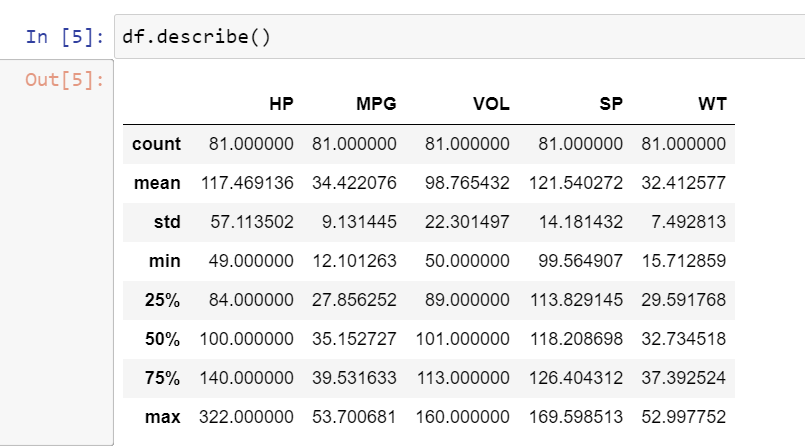 In [5]: df.describe()
Out[5]:
HP MPG VOL SP WT
count 81.000000 81.000000 81.000000 81.000000 81.000000
mean 117.469136 34.422076 98.765432 121.540272 32.412577
std 57.113502 9.131445 22.301497 14.181432 7.492813
min 49.000000 12.101263 50.000000 99.564907 15.712859
25% 84.000000 27.856252 89.000000 113.829145 29.591768
50% 100.000000 35.152727 101.000000 118.208698 32.734518
75% 140.000000 39.531633 113.000000 126.404312 37.392524
max 322.000000 53.700681 160.000000 169.598513 52.997752